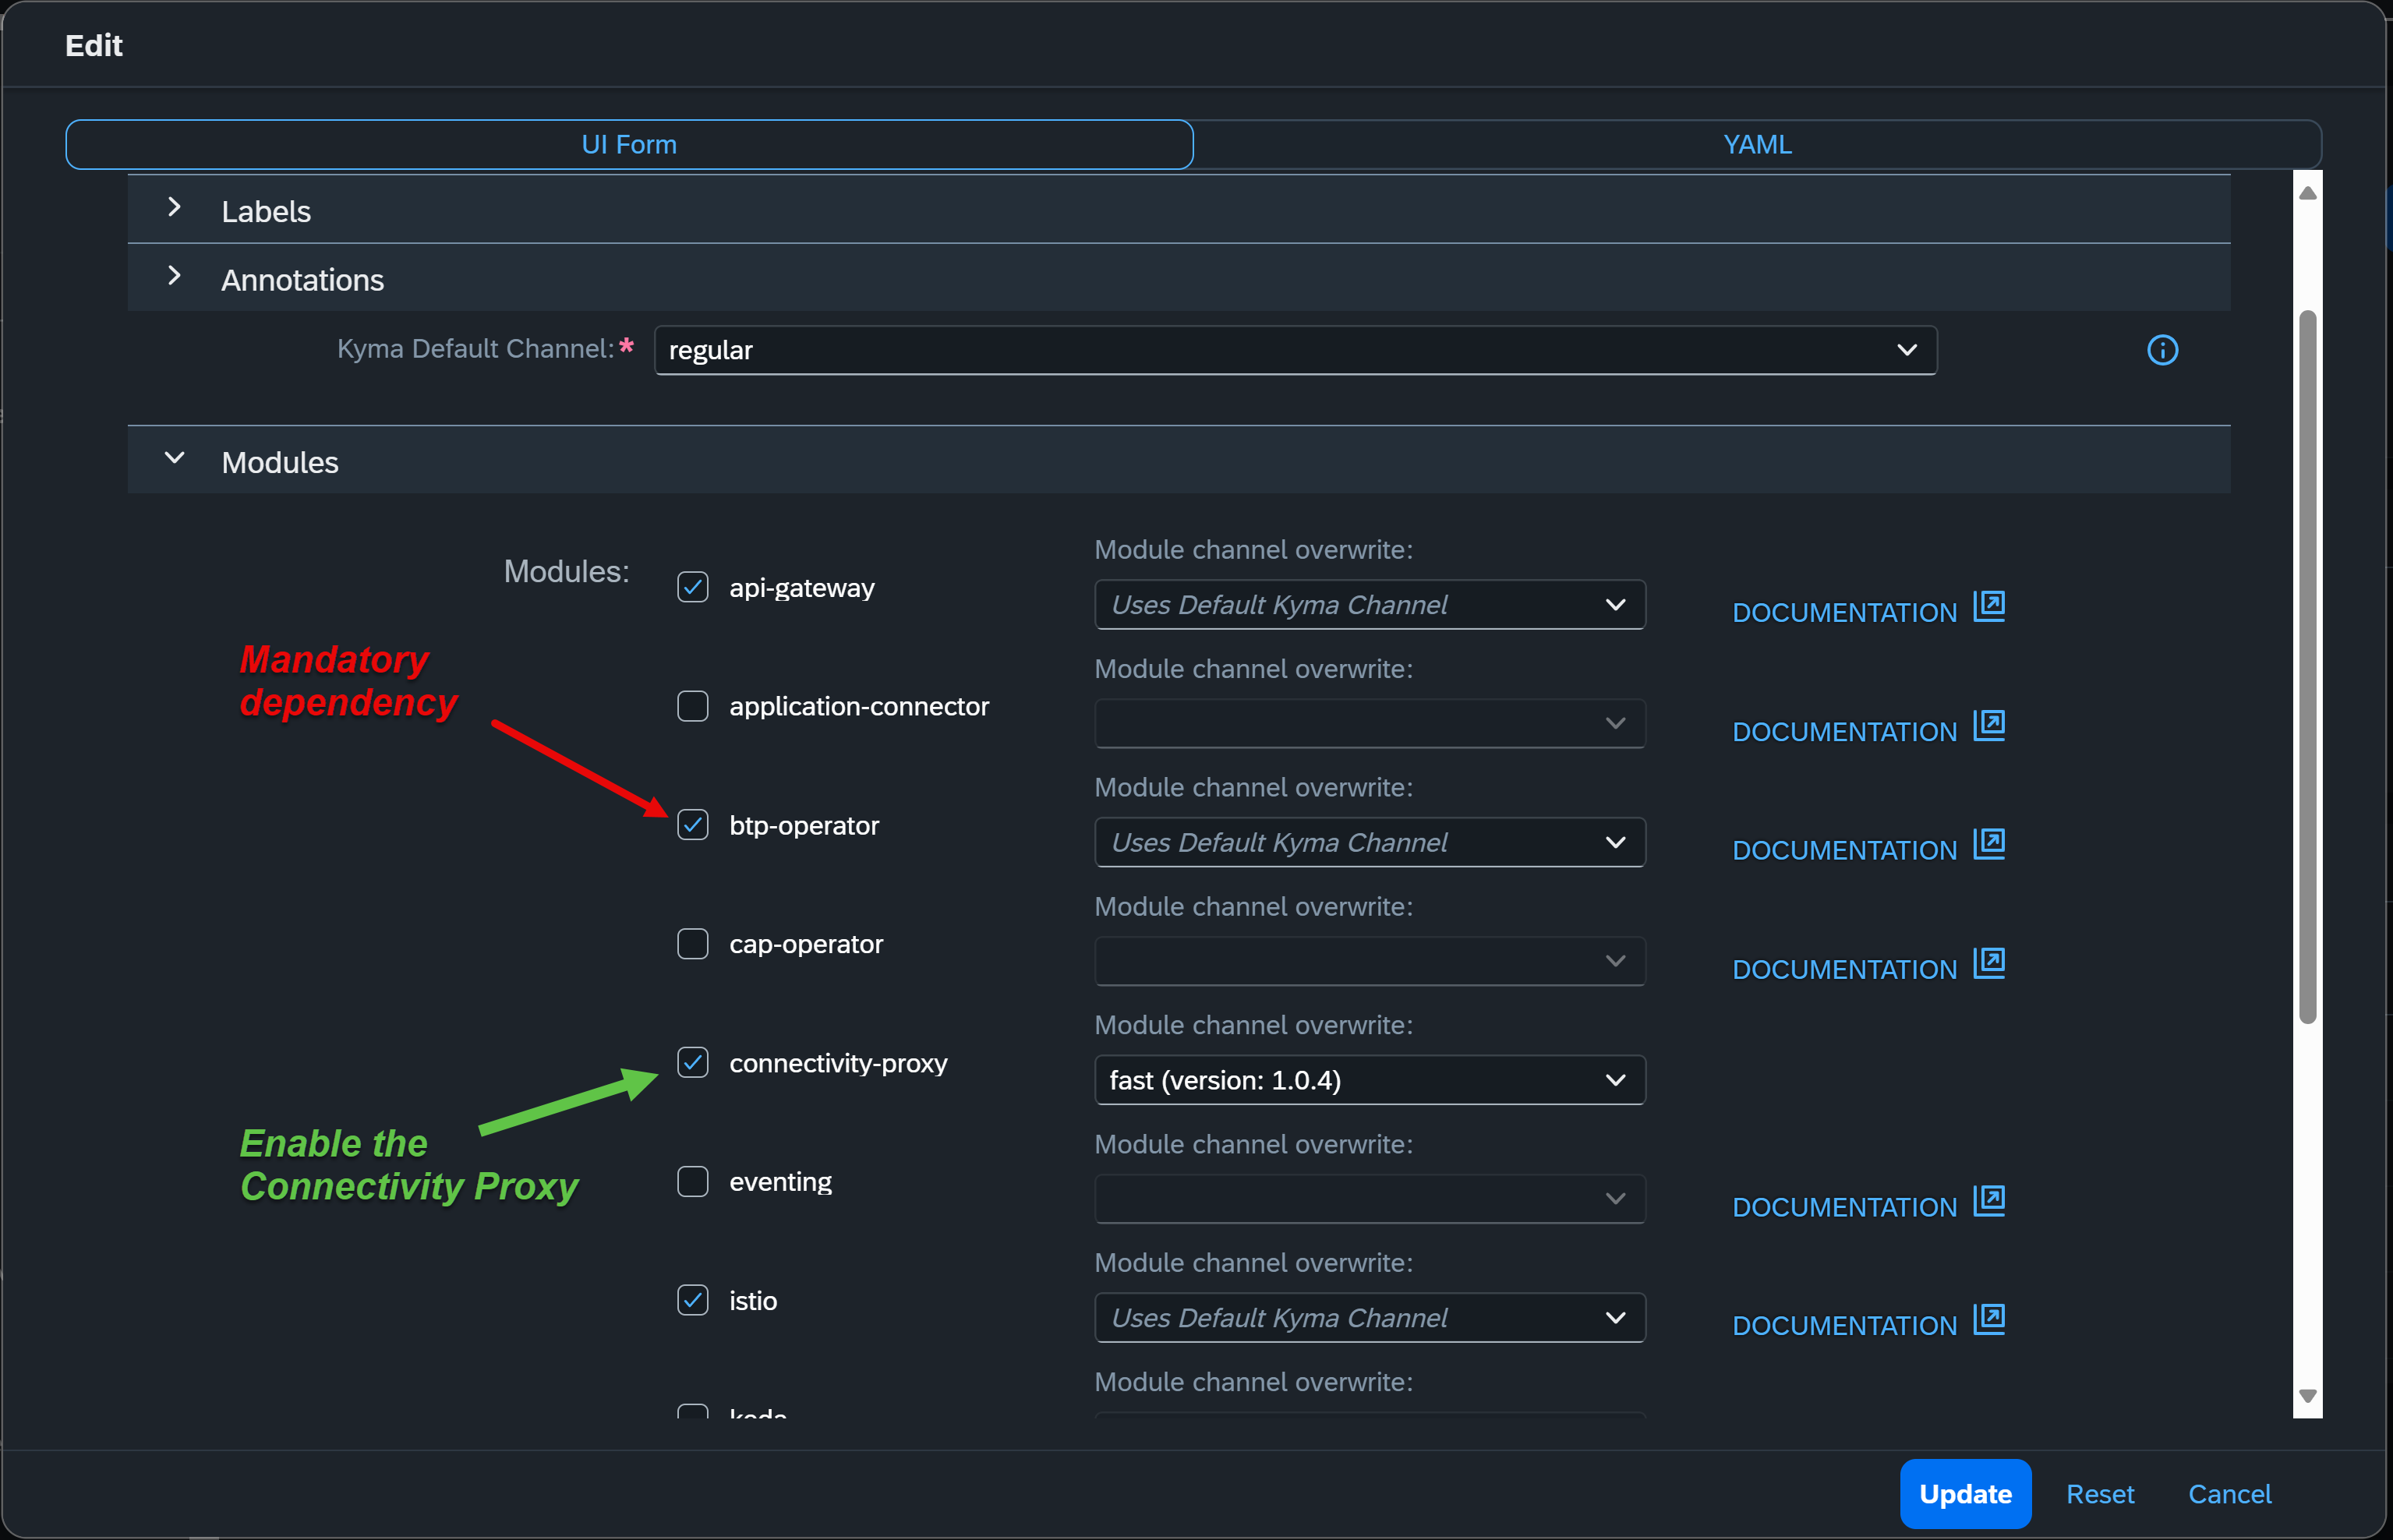 Edit
UI Form
YAML
Labels
Annotations
Kyma Default Channel:*
regular
Modules
Modules:
Module channel overwrite:
api-gateway
Uses Default Kyma Channel
DOCUMENTATION
Mandatory
dependency
Module channel overwrite:
application-connector
DOCUMENTATION
Module channel overwrite:
btp-operator
Uses Default Kyma Channel
DOCUMENTATION
Module channel overwrite:
cap-operator
DOCUMENTATION
Module channel overwrite:
connectivity-proxy
fast (version: 1.0.4)
Enable the
Connectivity Proxy
Module channel overwrite:
eventing
DOCUMENTATION
Module channel overwrite:
istio
Uses Default Kyma Channel
DOCUMENTATION
Module channel overwrite:
keda
Update
Reset
Cancel